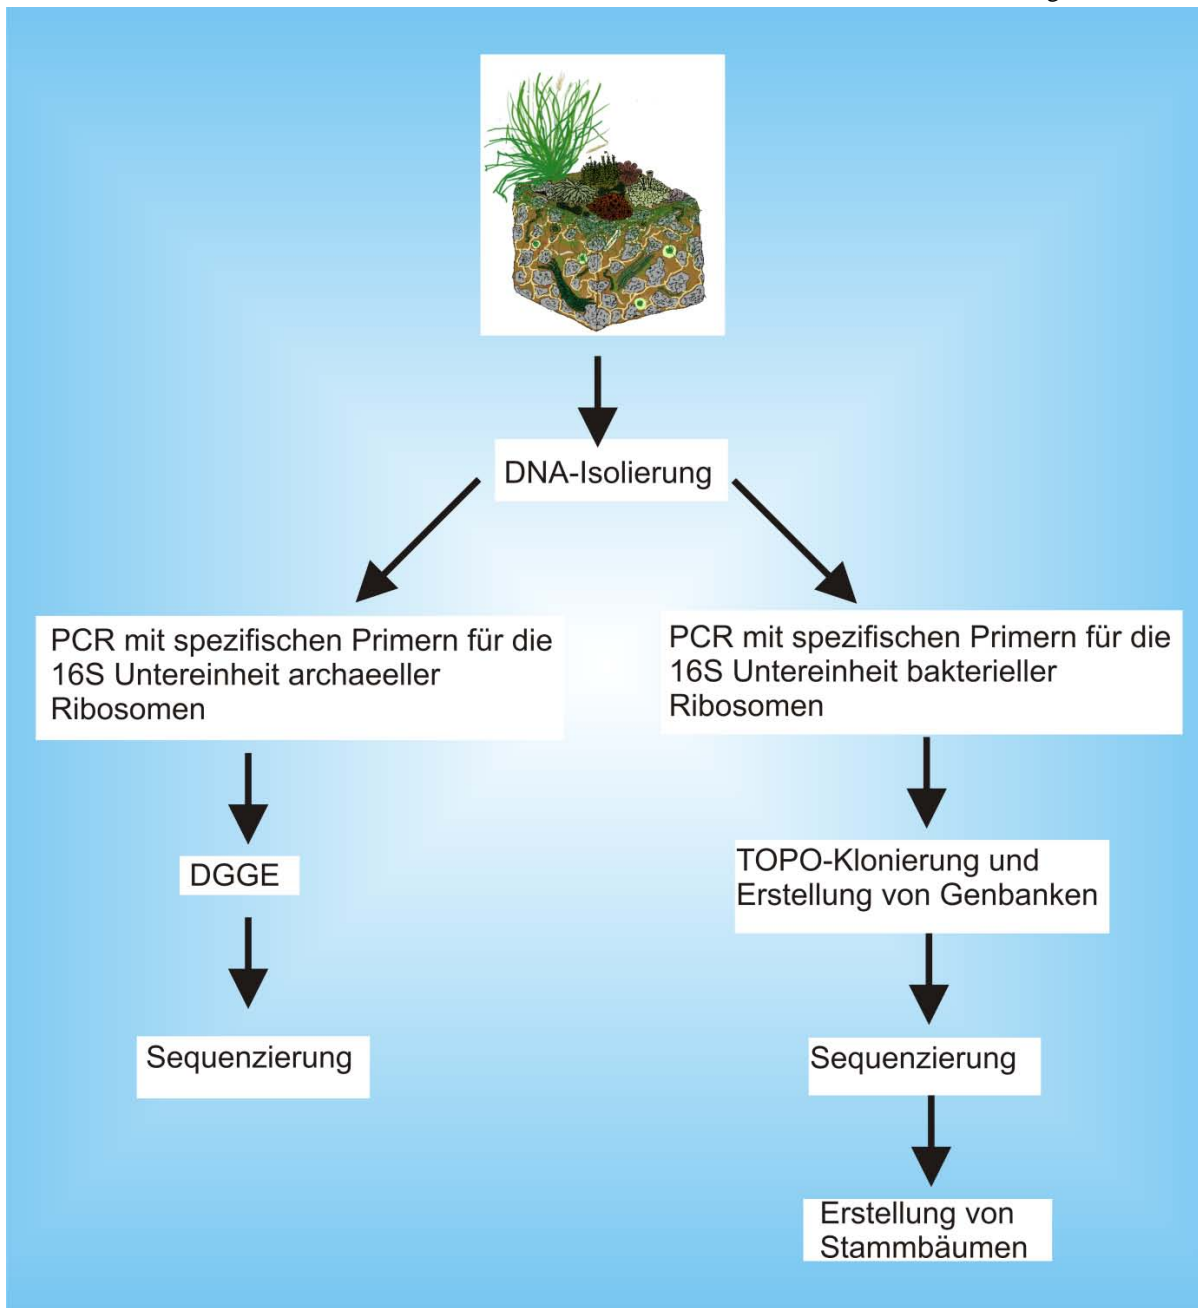 DNA-Isolierung
PCR mit spezifischen Primern für die
16S Untereinheit archaeeller
Ribosomen
PCR mit spezifischen Primern für die
16S Untereinheit bakterieller
Ribosomen
DGGE
TOPO-Klonierung und
Erstellung von Genbanken
Sequenzierung
Sequenzierung
Erstellung von
Stammbäumen